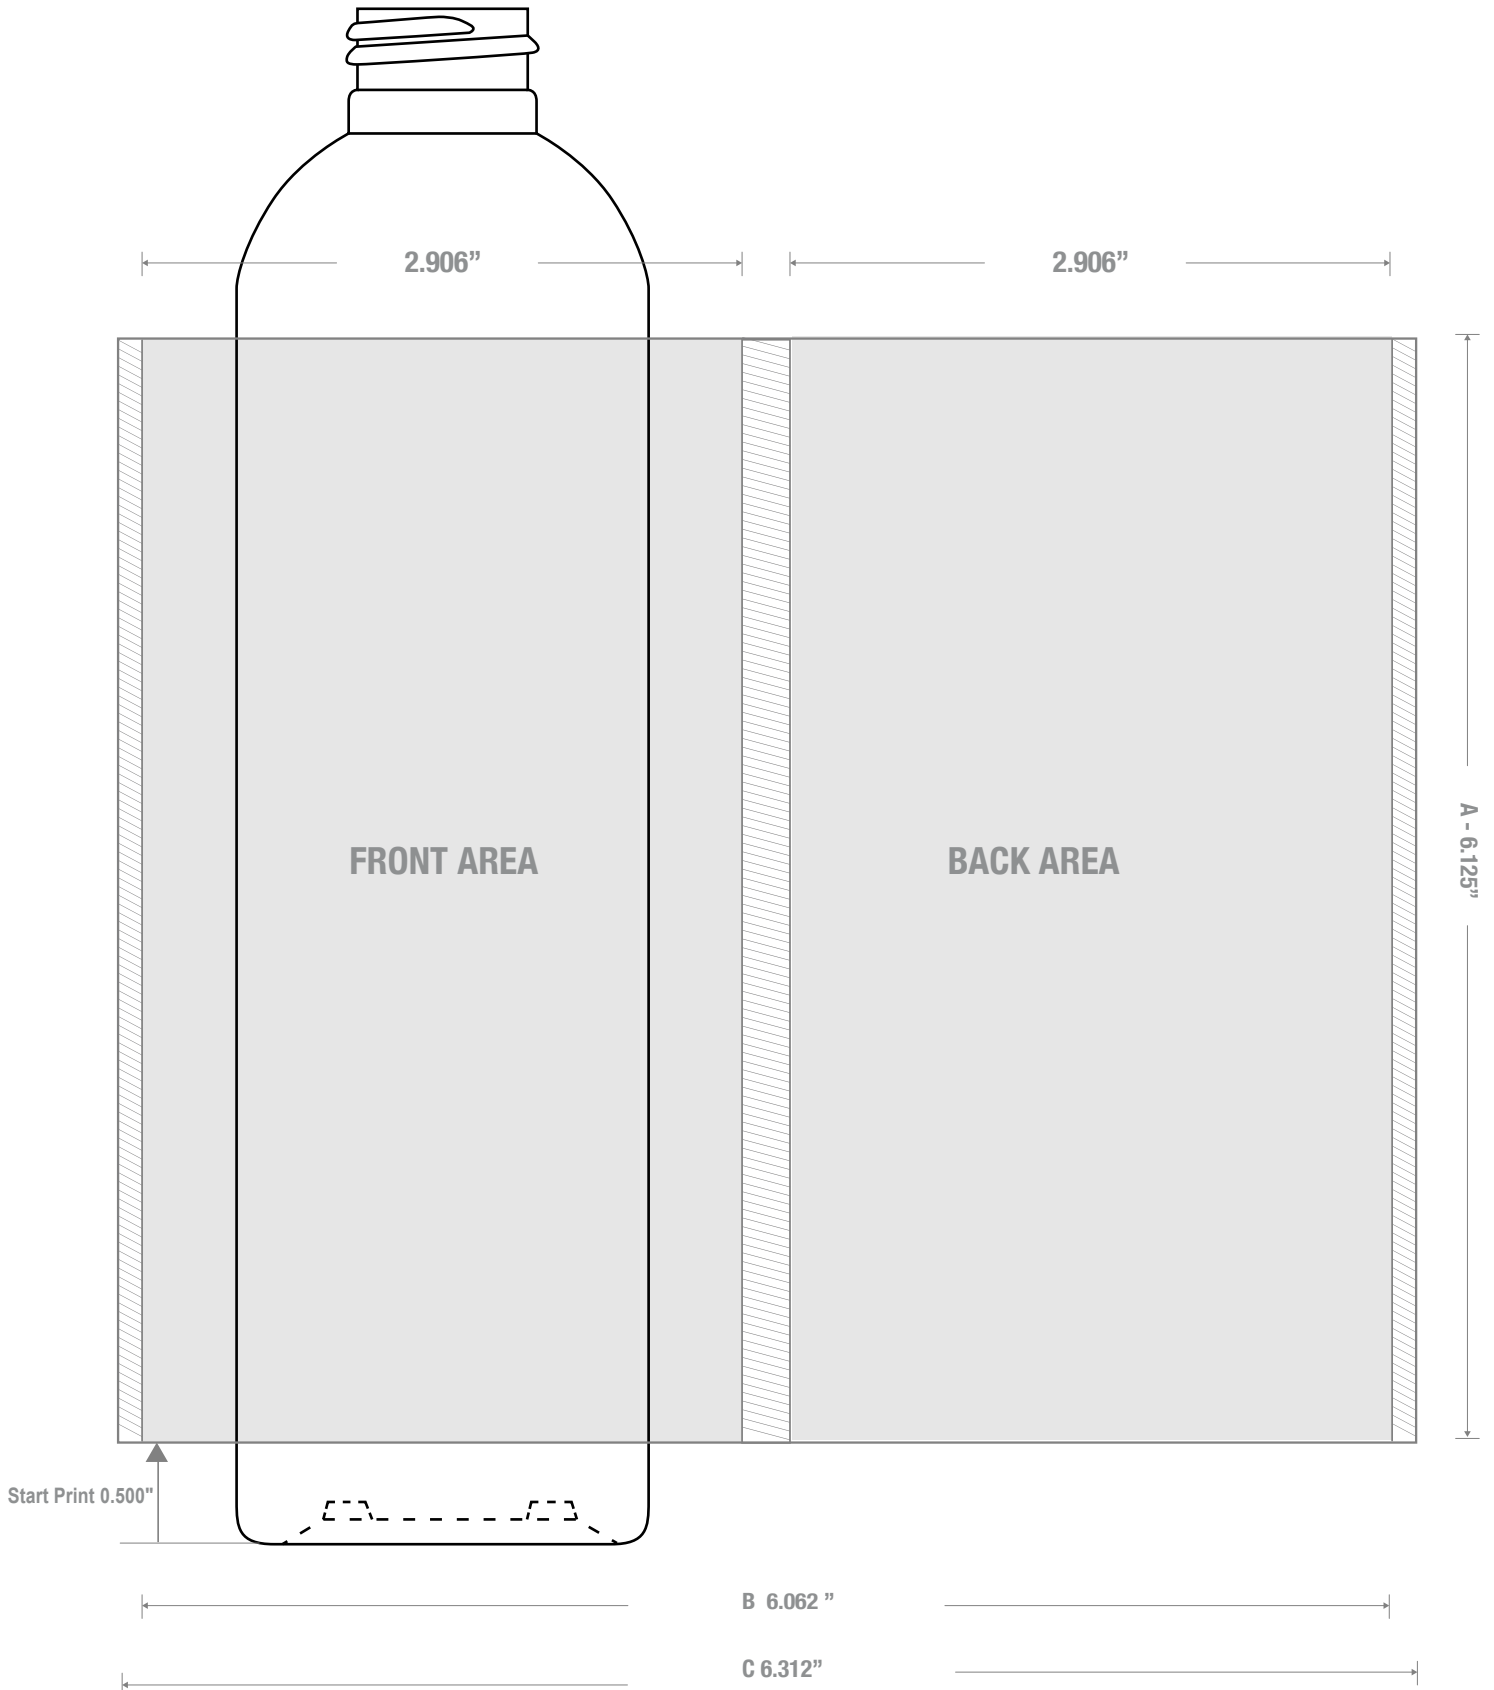 2.906”
2.906”
FRONT AREA
BACK AREA
A - 6.125”
Start Print 0.500"
B 6.062 ”
C 6.312”